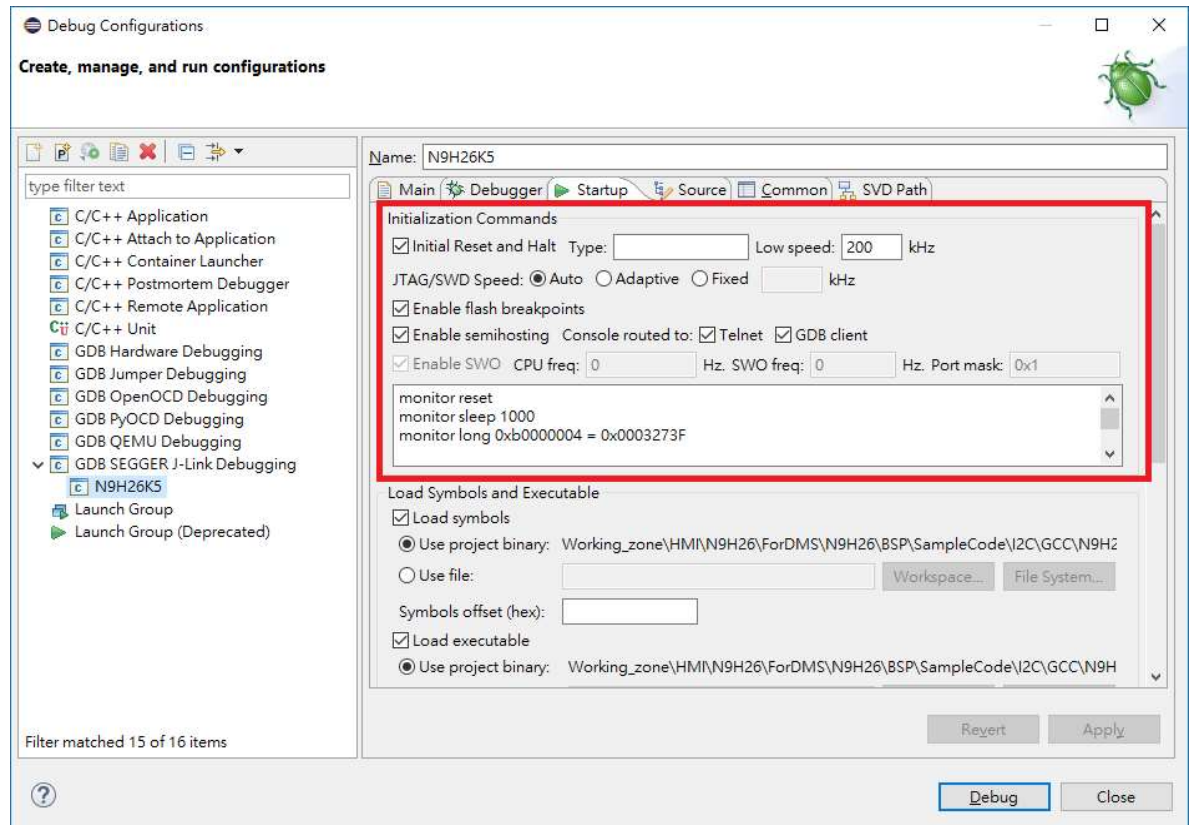 Debug Configurations
Create, manage, and run configurations
Name: N9H26K5
type filter text
C/C++ Application
C/C++ Attach to Application
C/C++ Container Launcher
C/C++ Postmortem Debugger
C/C++ Remote Application
C/C++ Unit
GDB Hardware Debugging
GDB Jumper Debugging
GDB OpenOCD Debugging
GDB PyOCD Debugging
GDB QEMU Debugging
GDB SEGGER J-Link Debugging
N9H26K5
Launch Group
Launch Group (Deprecated)
Filter matched 15 of 16 items
Main Debugger Startup Source Common SVD Path
Initialization Commands
Initial Reset and Halt Type: Low speed: 200 kHz
JTAG/SWD Speed: Auto Adaptive Fixed kHz
Enable flash breakpoints
Enable semihosting Console routed to: Telnet GDB client
Enable SWO CPU freq: 0 Hz. SWO freq: 0 Hz. Port mask: 0x1
monitor reset
monitor sleep 1000
monitor long 0xb0000004 = 0x0003273F
Load Symbols and Executable
Load symbols
Use project binary: Working_zone\HMI\N9H26\ForDMS\N9H26\BSP\SampleCode\I2C\GCC\N9H2
Use file: Workspace... File System...
Symbols offset (hex):
Load executable
Use project binary: Working_zone\HMI\N9H26\ForDMS\N9H26\BSP\SampleCode\I2C\GCC\N9H
Revert Apply
Debug Close